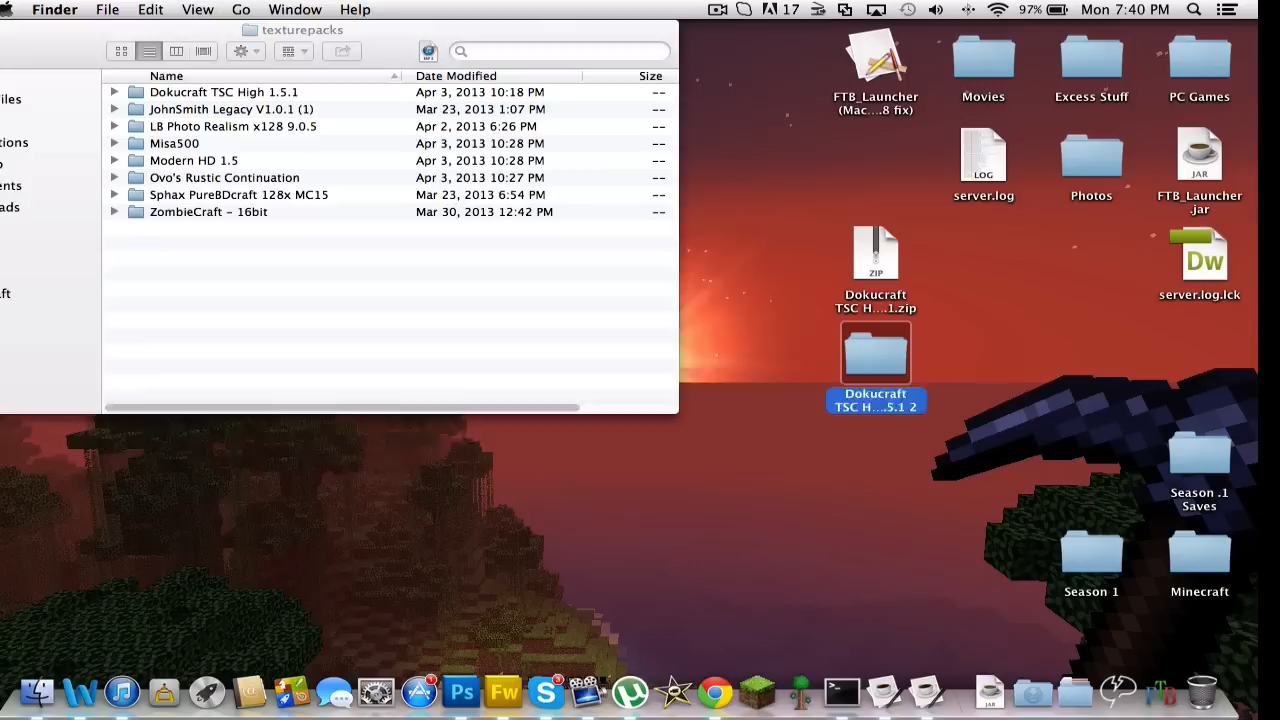 Finder File Edit View Go Window Help 17 97% Mon 7:40 PM
texturepacks
Name Date Modified Size
Dokucraft TSC High 1.5.1 Apr 3, 2013 10:18 PM --
JohnSmith Legacy V1.0.1 (1) Mar 23, 2013 1:07 PM --
LB Photo Realism x128 9.0.5 Apr 2, 2013 6:26 PM --
Misa500 Apr 3, 2013 10:28 PM --
Modern HD 1.5 Apr 3, 2013 10:28 PM --
Ovo's Rustic Continuation Apr 3, 2013 10:27 PM --
Sphax PureBDcraft 128x MC15 Mar 23, 2013 6:54 PM --
ZombieCraft - 16bit Mar 30, 2013 12:42 PM --
iles
tions
o
ents
ads
ft
FTB_Launcher
(Mac....8 fix)
Movies
Excess Stuff
PC Games
LOG
server.log
Photos
JAR
FTB_Launcher
.jar
ZIP
Dokucraft
TSC H....1.zip
Dw
server.log.lck
Dokucraft
TSC H....5.1 2
Season .1
Saves
Season 1
Minecraft
1
Ps
Fw
3
JAR
FTB